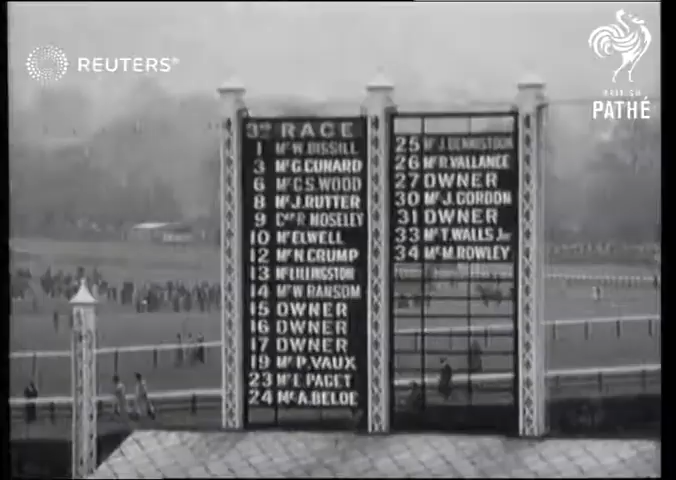 REUTERS
BRITISH
PATHÉ
3RD RACE
1 MR W. BISSILL
3 MR G. CUNARD
6 MR C.S. WOOD
8 MR J. RUTTER
9 R. MOSELEY
10 MR ELWELL
12 MR N. CRUMP
13 MR LILLINGSTON
14 MR W. RANSOM
15 OWNER
16 OWNER
17 OWNER
19 MR P. VAUX
23 MR E. PAGET
24 MR A. BELOE
25 MR J. DENNISTOUN
26 MR R. VALLANCE
27 OWNER
30 MR J. GORDON
31 OWNER
33 MR T. WALLS JNR
34 MR M. ROWLEY